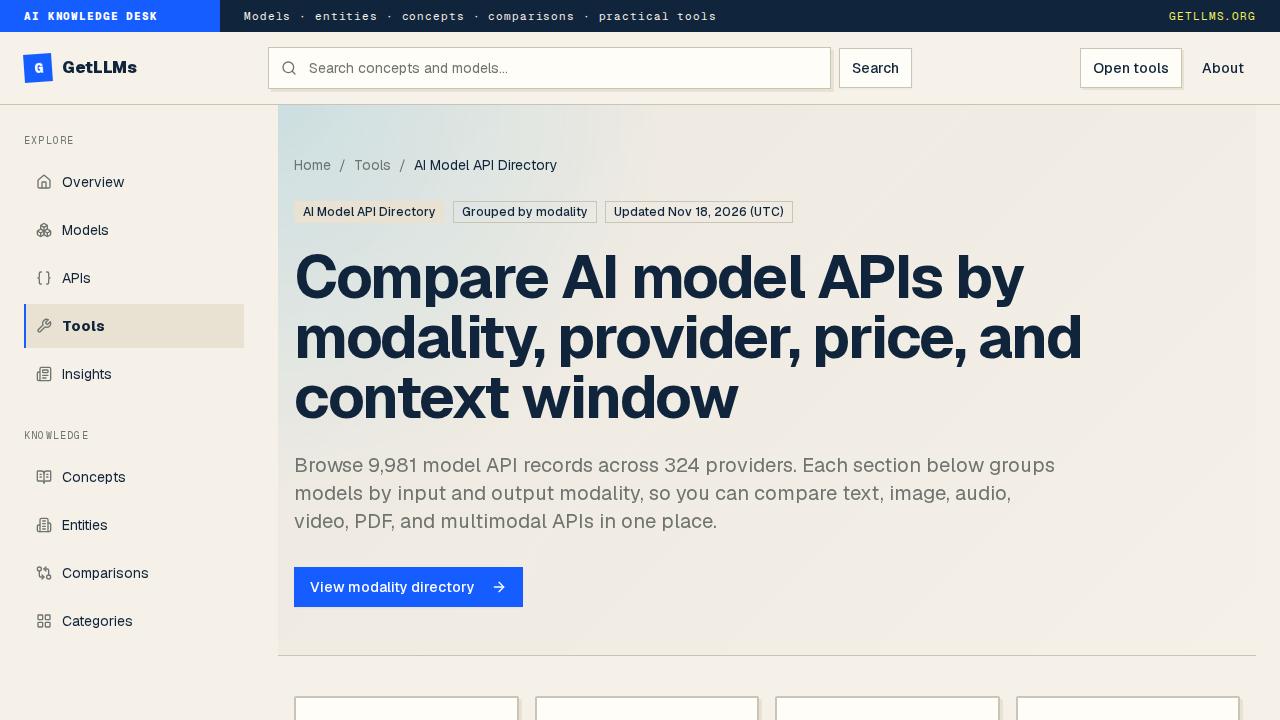 AI KNOWLEDGE DESK
Models · entities · concepts · comparisons · practical tools
GETLLMS.ORG
G
GetLLMs
Search concepts and models...
Search
Open tools
About
EXPLORE
Overview
Models
APIs
Tools
Insights
KNOWLEDGE
Concepts
Entities
Comparisons
Categories
Home / Tools / AI Model API Directory
AI Model API Directory
Grouped by modality
Updated Nov 18, 2026 (UTC)
Compare AI model APIs by
modality, provider, price, and
context window
Browse 9,981 model API records across 324 providers. Each section below groups
models by input and output modality, so you can compare text, image, audio,
video, PDF, and multimodal APIs in one place.
View modality directory